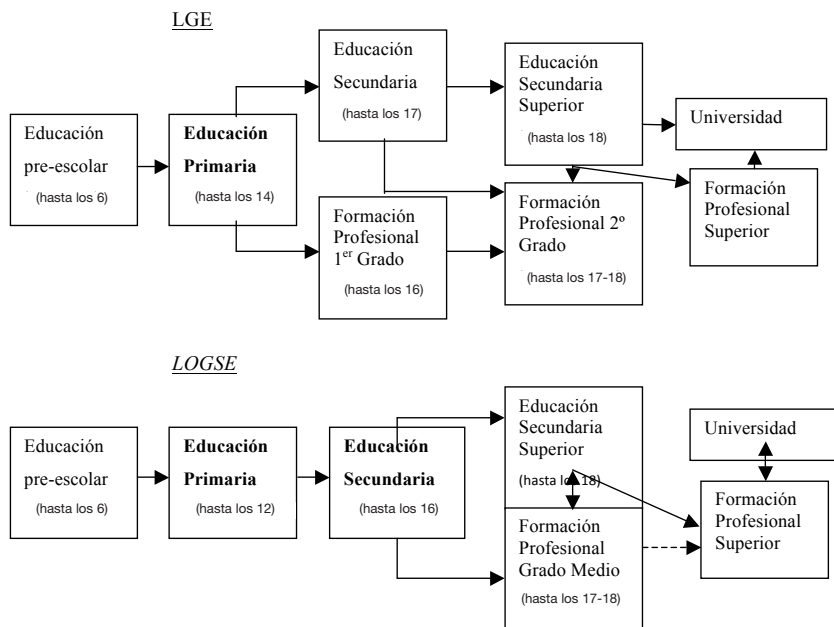 LGE
Educación
pre-escolar
(hasta los 6)
Educación
Primaria
(hasta los 14)
Educación
Secundaria
(hasta los 17)
Formación
Profesional
1er Grado
(hasta los 16)
Educación
Secundaria
Superior
(hasta los 18)
Formación
Profesional 2º
Grado
(hasta los 17-18)
Universidad
Formación
Profesional
Superior
LOGSE
Educación
pre-escolar
(hasta los 6)
Educación
Primaria
(hasta los 12)
Educación
Secundaria
(hasta los 16)
Educación
Secundaria
Superior
(hasta los 18)
Formación
Profesional
Grado Medio
(hasta los 17-18)
Universidad
Formación
Profesional
Superior